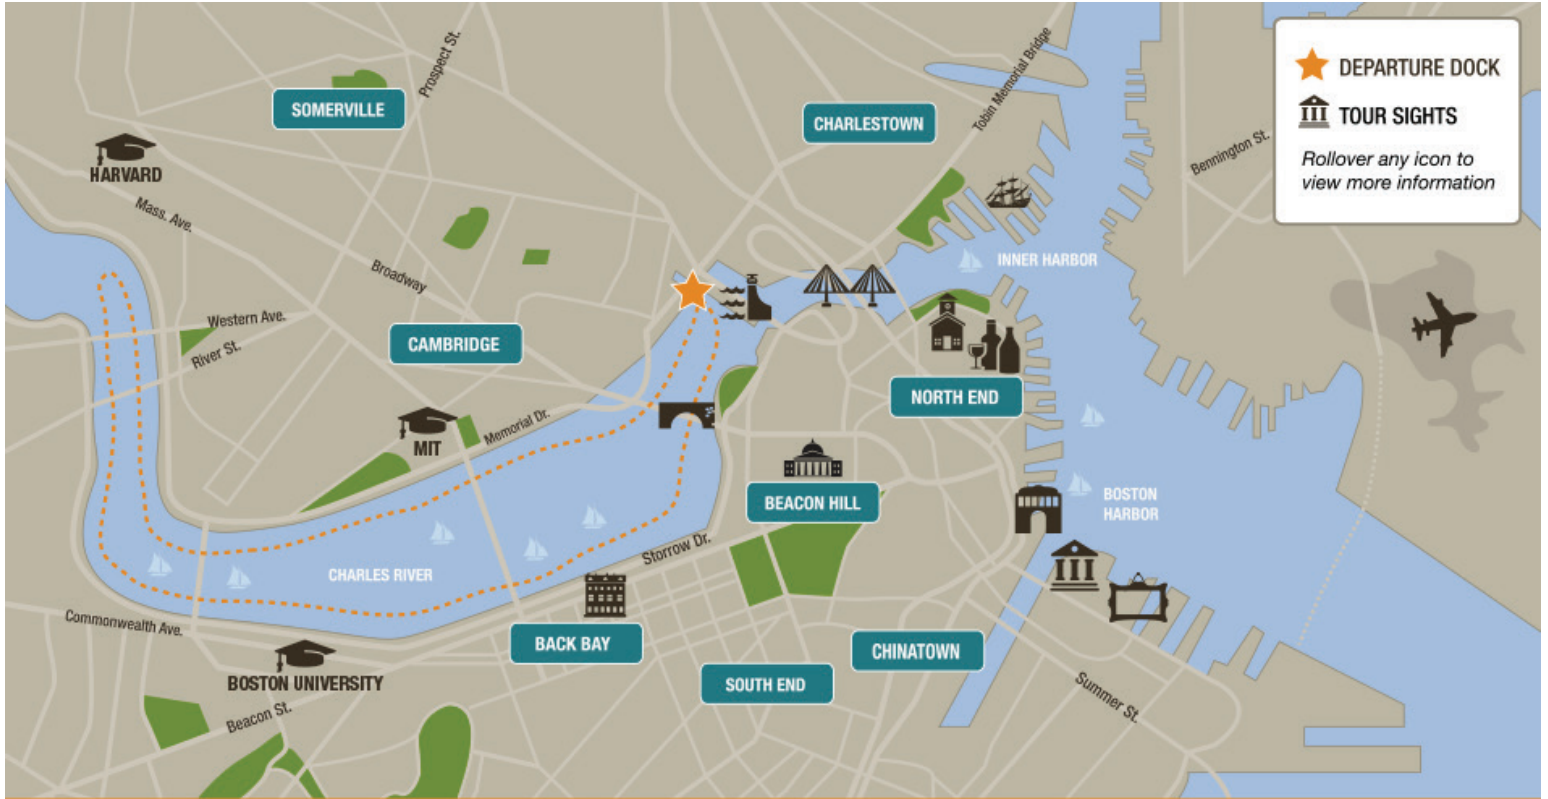 DEPARTURE DOCK
TOUR SIGHTS
Rollover any icon to
view more information
Prospect St.
Tobin Memorial Bridge
SOMERVILLE
CHARLESTOWN
Bennington St.
HARVARD
Mass. Ave.
Broadway
INNER HARBOR
Western Ave.
River St.
CAMBRIDGE
NORTH END
Memorial Dr.
MIT
BEACON HILL
BOSTON
HARBOR
Storrow Dr.
CHARLES RIVER
Commonwealth Ave.
BACK BAY
CHINATOWN
BOSTON UNIVERSITY
SOUTH END
Beacon St.
Summer St.